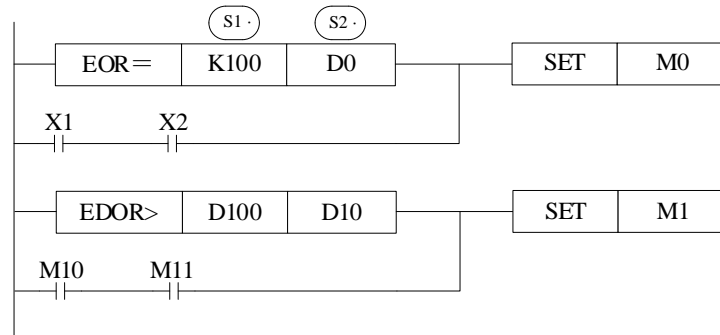 S1· S2·
EOR= K100 D0 SET M0
X1 X2
EDOR> D100 D10 SET M1
M10 M11